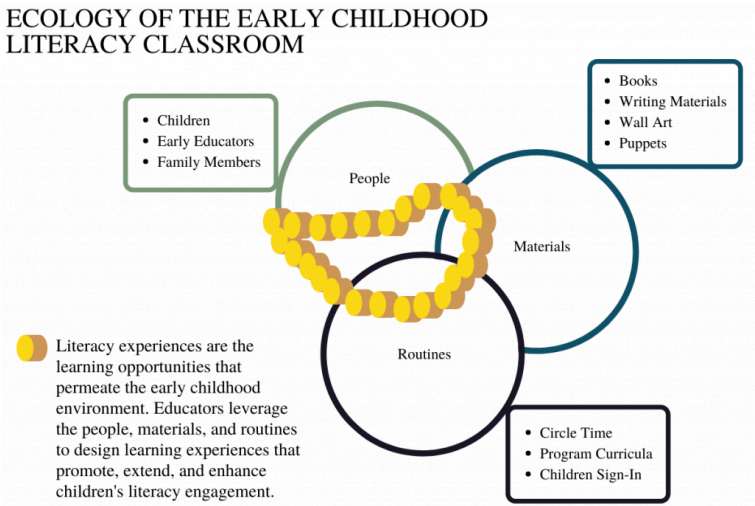 ECOLOGY OF THE EARLY CHILDHOOD
LITERACY CLASSROOM
• Children
• Early Educators
• Family Members
• Books
• Writing Materials
• Wall Art
• Puppets
People
Materials
Routines
Literacy experiences are the
learning opportunities that
permeate the early childhood
environment. Educators leverage
the people, materials, and routines
to design learning experiences that
promote, extend, and enhance
children's literacy engagement.
• Circle Time
• Program Curricula
• Children Sign-In